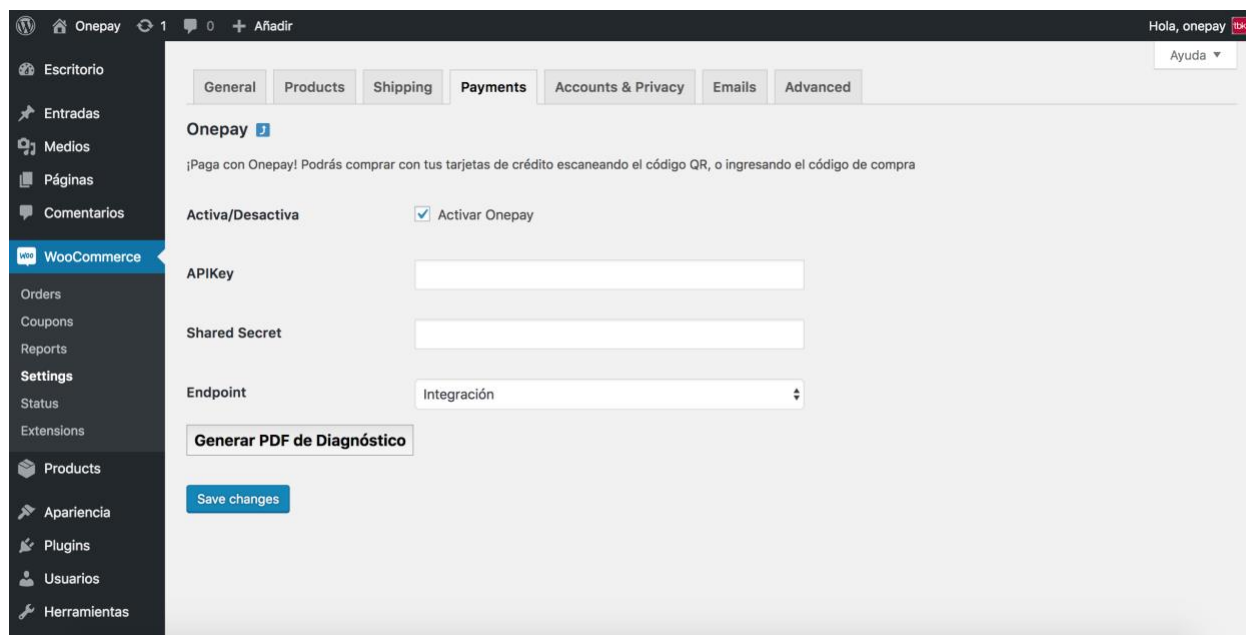 Onepay 1 0 Añadir Hola, onepay tbk
Ayuda
Escritorio
Entradas
Medios
Páginas
Comentarios
Woo WooCommerce
Orders
Coupons
Reports
Settings
Status
Extensions
Products
Apariencia
Plugins
Usuarios
Herramientas
General Products Shipping Payments Accounts & Privacy Emails Advanced
Onepay
¡Paga con Onepay! Podrás comprar con tus tarjetas de crédito escaneando el código QR, o ingresando el código de compra
Activa/Desactiva Activar Onepay
APIKey
Shared Secret
Endpoint Integración
Generar PDF de Diagnóstico
Save changes